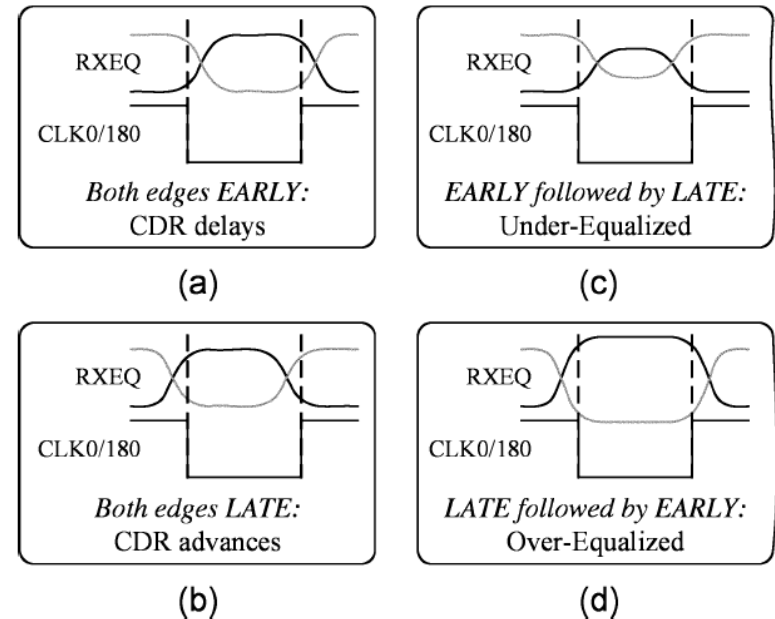 RXEQ
CLK0/180
Both edges EARLY:
CDR delays
(a)
RXEQ
CLK0/180
EARLY followed by LATE:
Under-Equalized
(c)
RXEQ
CLK0/180
Both edges LATE:
CDR advances
(b)
RXEQ
CLK0/180
LATE followed by EARLY:
Over-Equalized
(d)